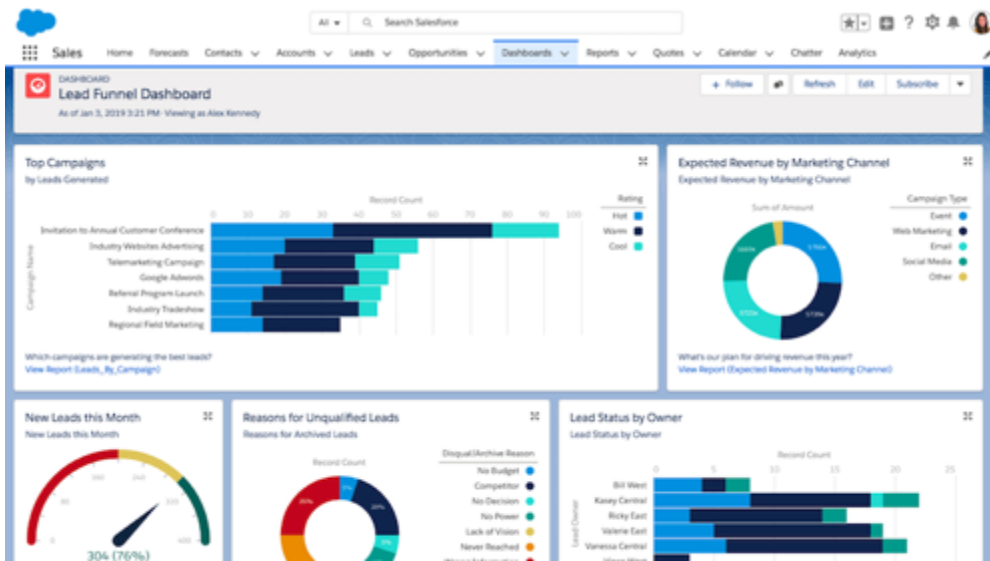 All
Search Salesforce
Sales
Home
Forecasts
Contacts
Accounts
Leads
Opportunities
Dashboards
Reports
Quotes
Calendar
Chatter
Analytics
DASHBOARD
Lead Funnel Dashboard
As of Jan 3, 2019 3:21 PM·Viewing as Alex Kennedy
+ Follow
Refresh
Edit
Subscribe
Top Campaigns
by Leads Generated
Record Count
0 10 20 30 40 50 60 70 80 90 100
Campaign Name
Invitation to Annual Customer Conference
Industry Websites Advertising
Telemarketing Campaign
Google Adwords
Referral Program Launch
Industry Tradeshow
Regional Field Marketing
Rating
Hot
Warm
Cool
Which campaigns are generating the best leads?
View Report (Leads_By_Campaign)
Expected Revenue by Marketing Channel
Expected Revenue by Marketing Channel
Sum of Amount
Campaign Type
Event
Web Marketing
Email
Social Media
Other
What's our plan for driving revenue this year?
View Report (Expected Revenue by Marketing Channel)
New Leads this Month
New Leads this Month
0
80
160
240
320
400
304 (76%)
Reasons for Unqualified Leads
Reasons for Archived Leads
Record Count
Disqual/Archive Reason
No Budget
Competitor
No Decision
No Power
Lack of Vision
Never Reached
Lead Status by Owner
Lead Status by Owner
Record Count
0 5 10 15 20 25
Lead Owner
Bill West
Kasey Central
Ricky East
Valerie East
Vanessa Central